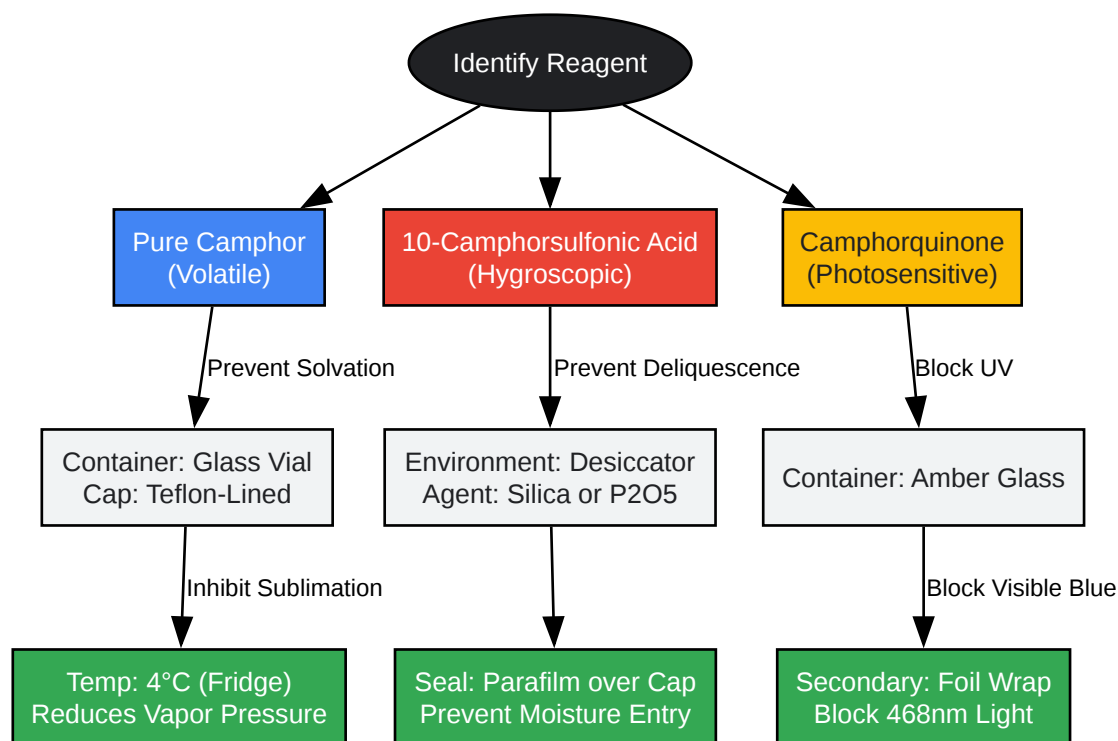 Identify Reagent
Pure Camphor
(Volatile)
10-Camphorsulfonic Acid
(Hygroscopic)
Camphorquinone
(Photosensitive)
Prevent Solvation
Prevent Deliquescence
Block UV
Container: Glass Vial
Cap: Teflon-Lined
Environment: Desiccator
Agent: Silica or P2O5
Container: Amber Glass
Inhibit Sublimation
Block Visible Blue
Temp: 4°C (Fridge)
Reduces Vapor Pressure
Seal: Parafilm over Cap
Prevent Moisture Entry
Secondary: Foil Wrap
Block 468nm Light